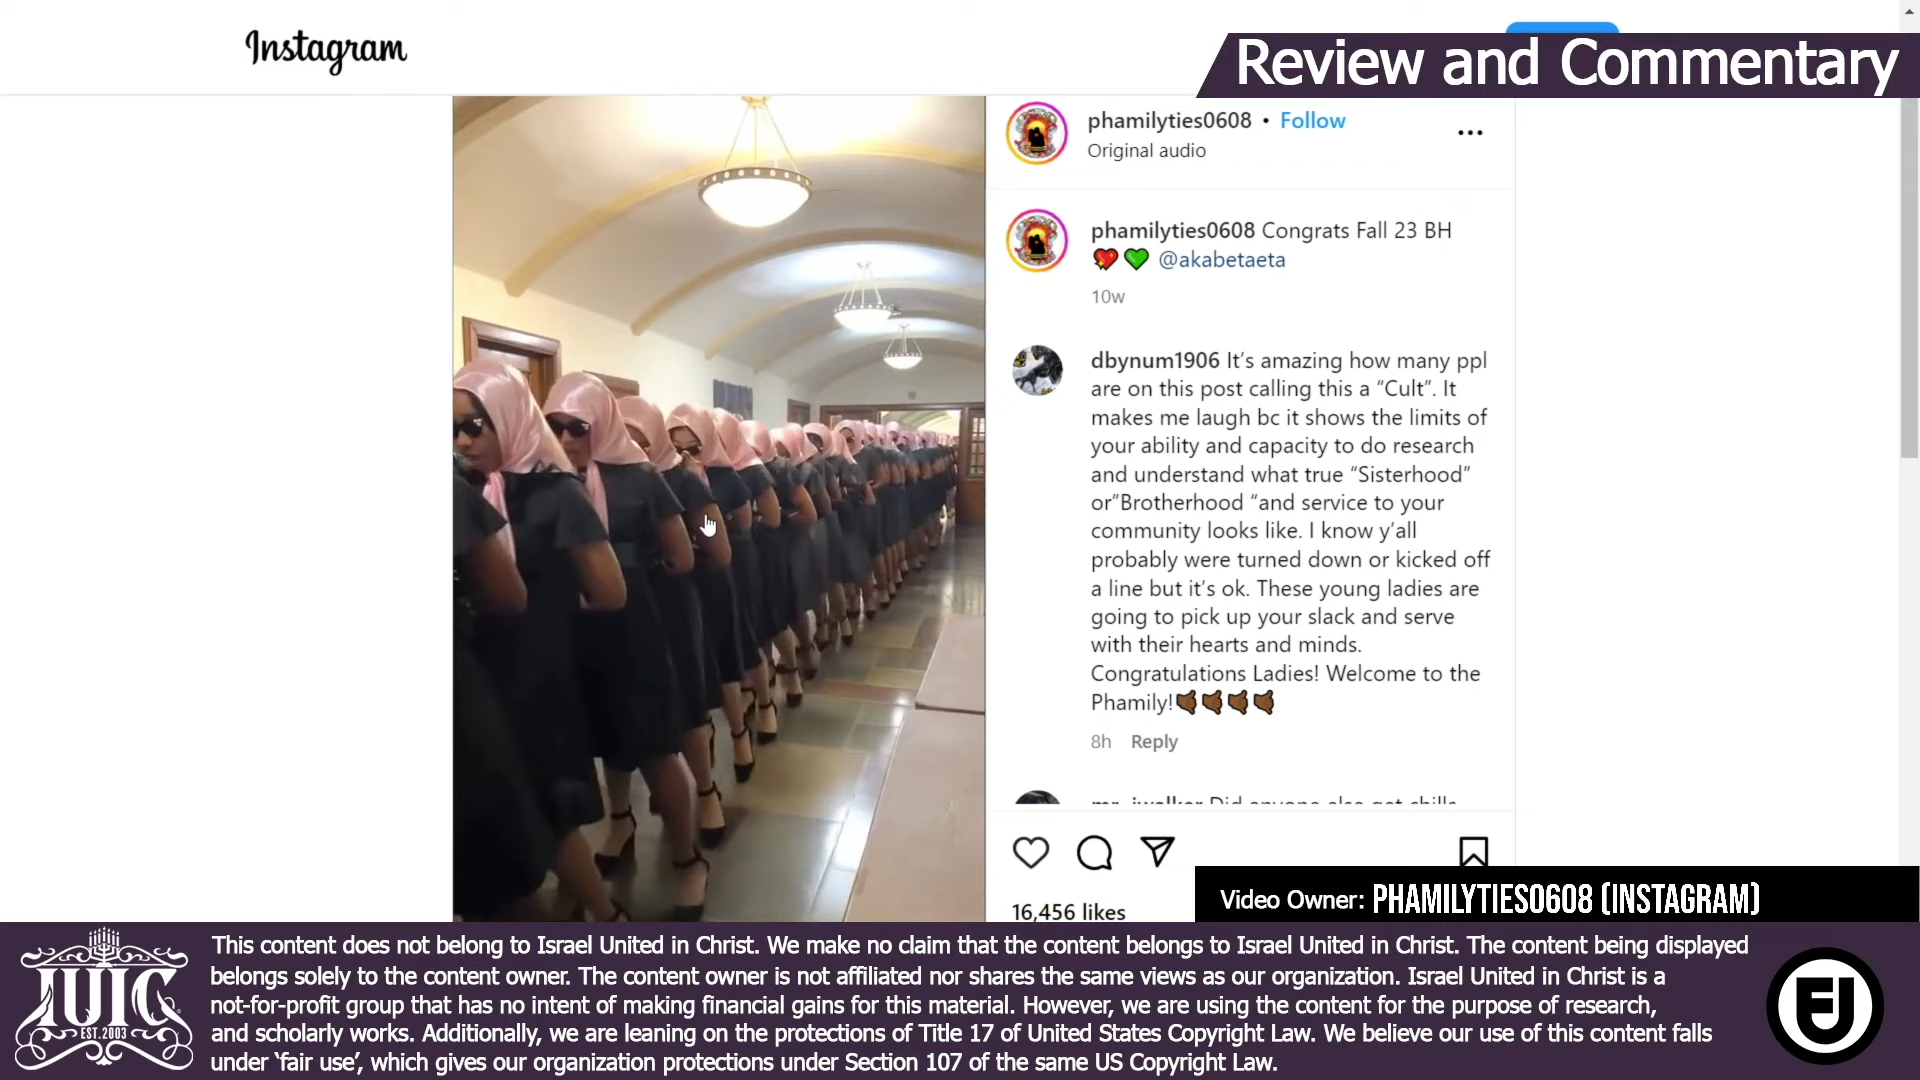 Instagram
Review and Commentary
phamilyties0608 • Follow
Original audio
phamilyties0608 Congrats Fall 23 BH
💖💚 @akabetaeta
10w
dbynum1906 It’s amazing how many ppl
are on this post calling this a “Cult”. It
makes me laugh bc it shows the limits of
your ability and capacity to do research
and understand what true “Sisterhood”
or”Brotherhood “and service to your
community looks like. I know y’all
probably were turned down or kicked off
a line but it’s ok. These young ladies are
going to pick up your slack and serve
with their hearts and minds.
Congratulations Ladies! Welcome to the
Phamily!🤙🏾🤙🏾🤙🏾🤙🏾
8h Reply
Did anyone else get chills
16,456 likes
Video Owner: PHAMILYTIES0608 (INSTAGRAM)
IUIC
EST. 2003
This content does not belong to Israel United in Christ. We make no claim that the content belongs to Israel United in Christ. The content being displayed
belongs solely to the content owner. The content owner is not affiliated nor shares the same views as our organization. Israel United in Christ is a
not-for-profit group that has no intent of making financial gains for this material. However, we are using the content for the purpose of research,
and scholarly works. Additionally, we are leaning on the protections of Title 17 of United States Copyright Law. We believe our use of this content falls
under ‘fair use’, which gives our organization protections under Section 107 of the same US Copyright Law.